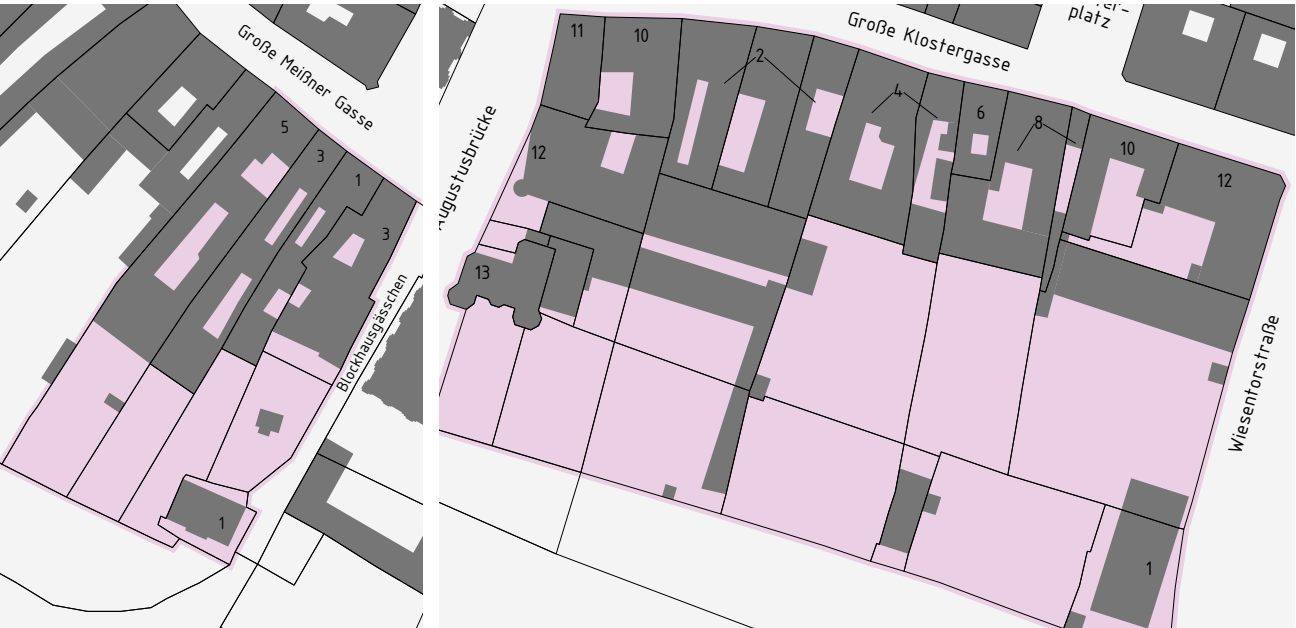 Große Meißner Gasse
5
3
1
3
Blockhausgässchen
1
er-
platz
Große Klostergasse
11
10
2
4
6
8
10
12
Augustusbrücke
12
13
Wiesentorstraße
1